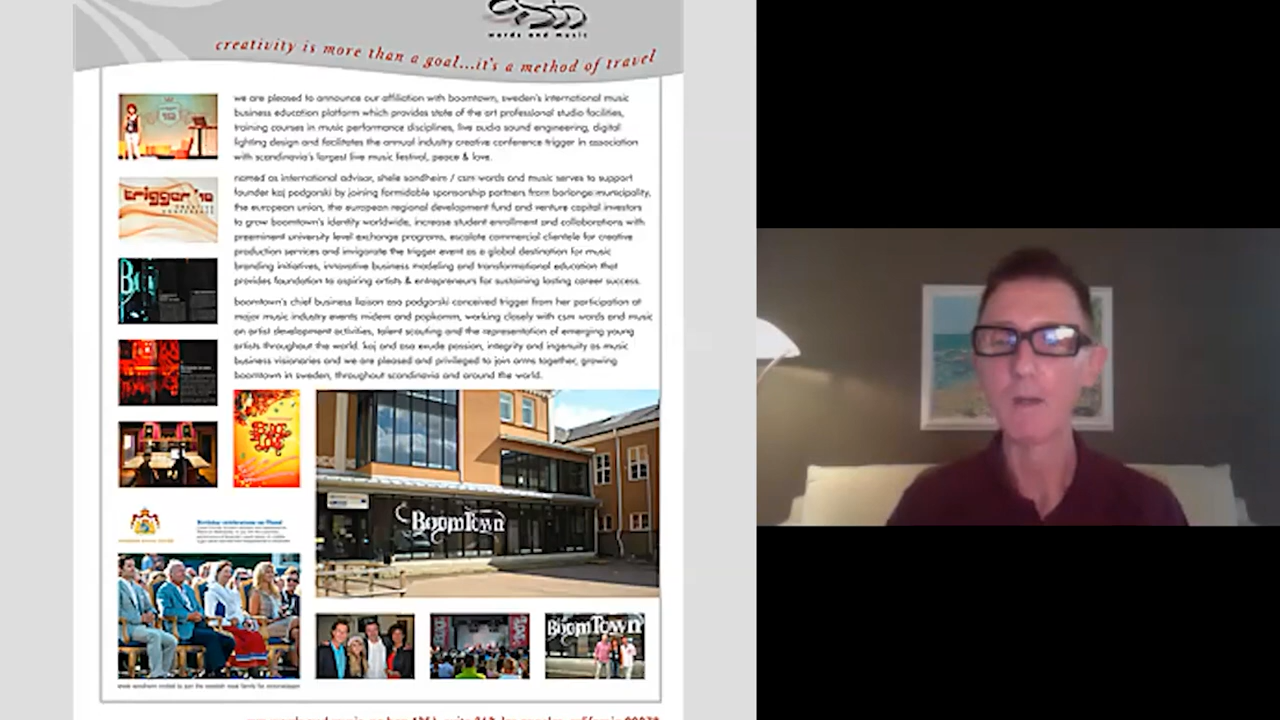 words and music
creativity is more than a goal...it's a method of travel
we are pleased to announce our affiliation with boomtown, sweden's international music
business education platform which provides state of the art professional studio facilities,
training courses in music performance disciplines, live audio sound engineering, digital
lighting design and facilitates the annual industry creative conference trigger in association
with scandinavia's largest live music festival, peace & love.
named as international advisor, shele sondheim / csm words and music serves to support
founder kaj podgorski by joining formidable sponsorship partners from borlange municipality,
the european union, the european regional development fund and venture capital investors
to grow boomtown's identity worldwide, increase student enrollment and collaborations with
preeminent university level exchange programs, escalate commercial clientele for creative
production services and invigorate the trigger event as a global destination for music
branding initiatives, innovative business modeling and transformational education that
provides foundation to aspiring artists & entrepreneurs for sustaining lasting career success.
boomtown's chief business liaison asa podgorski conceived trigger from her participation at
major music industry events midem and popkomm, working closely with csm words and music
on artist development activities, talent scouting and the representation of emerging young
artists throughout the world. kaj and asa exude passion, integrity and ingenuity as music
business visionaries and we are pleased and privileged to join arms together, growing
boomtown in sweden, throughout scandinavia and around the world.
trigger '10
CREATIVE
CONFERENCE
PEACE
LOVE
BoomTown
BoomTown